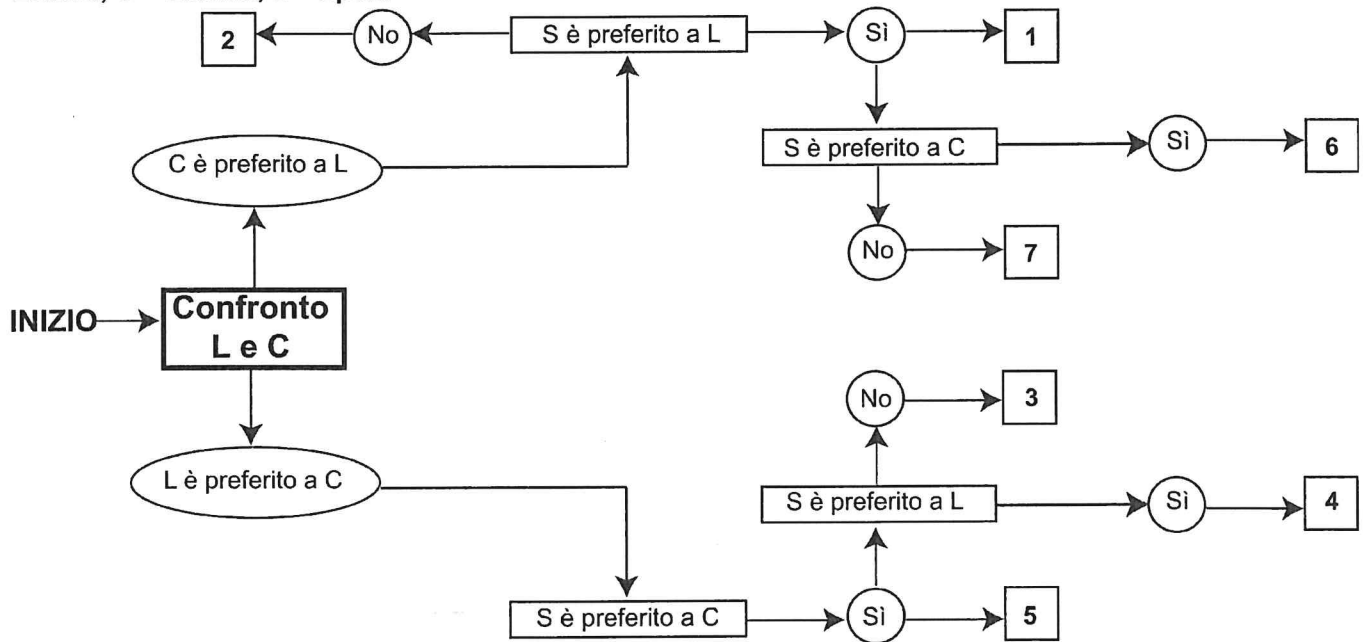 2
No
S è preferito a L
Sì
1
S è preferito a C
Sì
6
C è preferito a L
No
7
INIZIO
Confronto
L e C
No
3
L è preferito a C
S è preferito a L
Sì
4
S è preferito a C
Sì
5